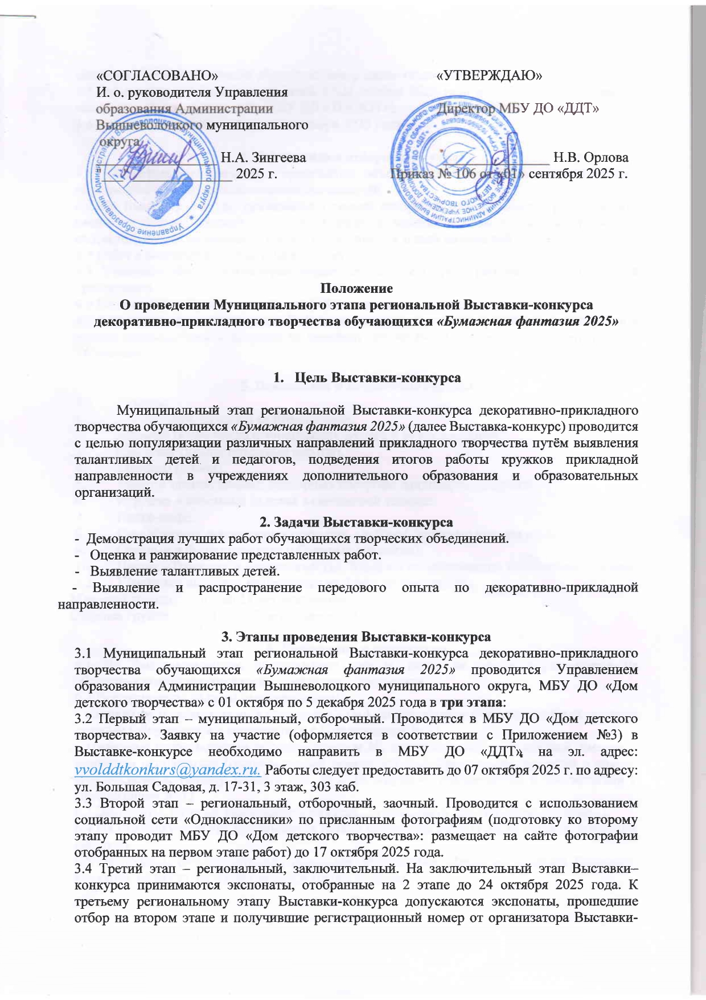 «СОГЛАСОВАНО»
И. о. руководителя Управления
образования Администрации
Вышневолоцкого муниципального
округа
Н.А. Зингеева
2025 г.
«УТВЕРЖДАЮ»
Директор МБУ ДО «ДДТ»
Н.В. Орлова
Приказ № 106 от «01» сентября 2025 г.
Положение
О проведении Муниципального этапа региональной Выставки-конкурса
декоративно-прикладного творчества обучающихся «Бумажная фантазия 2025»
1. Цель Выставки-конкурса
Муниципальный этап региональной Выставки-конкурса декоративно-прикладного
творчества обучающихся «Бумажная фантазия 2025» (далее Выставка-конкурс) проводится
с целью популяризации различных направлений прикладного творчества путём выявления
талантливых детей и педагогов, подведения итогов работы кружков прикладной
направленности в учреждениях дополнительного образования и образовательных
организаций.
2. Задачи Выставки-конкурса
- Демонстрация лучших работ обучающихся творческих объединений.
- Оценка и ранжирование представленных работ.
- Выявление талантливых детей.
- Выявление и распространение передового опыта по декоративно-прикладной
направленности.
3. Этапы проведения Выставки-конкурса
3.1 Муниципальный этап региональной Выставки-конкурса декоративно-прикладного
творчества обучающихся «Бумажная фантазия 2025» проводится Управлением
образования Администрации Вышневолоцкого муниципального округа, МБУ ДО «Дом
детского творчества» с 01 октября по 5 декабря 2025 года в три этапа:
3.2 Первый этап – муниципальный, отборочный. Проводится в МБУ ДО «Дом детского
творчества». Заявку на участие (оформляется в соответствии с Приложением №3) в
Выставке-конкурсе необходимо направить в МБУ ДО «ДДТ», на эл. адрес:
vvolddtkonkurs@yandex.ru. Работы следует предоставить до 07 октября 2025 г. по адресу:
ул. Большая Садовая, д. 17-31, 3 этаж, 303 каб.
3.3 Второй этап – региональный, отборочный, заочный. Проводится с использованием
социальной сети «Одноклассники» по присланным фотографиям (подготовку ко второму
этапу проводит МБУ ДО «Дом детского творчества»: размещает на сайте фотографии
отобранных на первом этапе работ) до 17 октября 2025 года.
3.4 Третий этап – региональный, заключительный. На заключительный этап Выставки–
конкурса принимаются экспонаты, отобранные на 2 этапе до 24 октября 2025 года. К
третьему региональному этапу Выставки-конкурса допускаются экспонаты, прошедшие
отбор на втором этапе и получившие регистрационный номер от организатора Выставки-